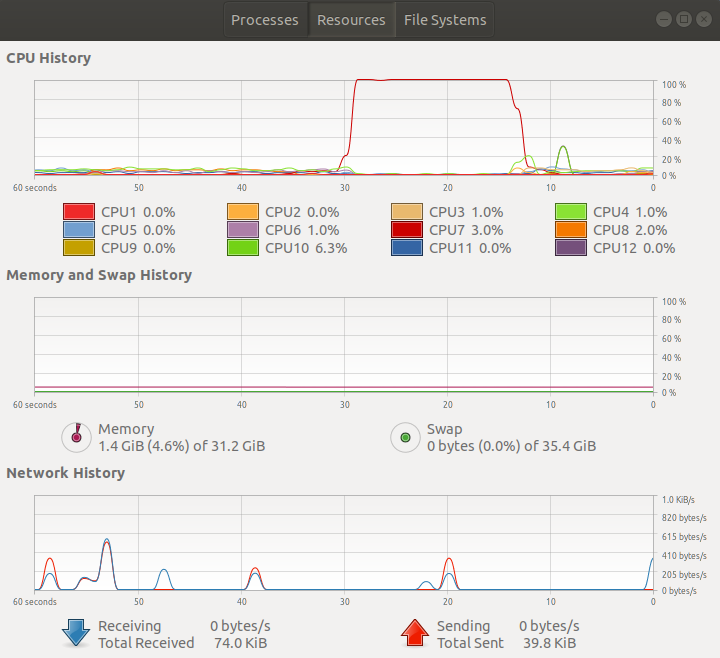 Processes Resources File Systems
CPU History
100 %
80 %
60 %
40 %
20 %
0 %
60 seconds 50 40 30 20 10 0
CPU1 0.0% CPU2 0.0% CPU3 1.0% CPU4 1.0%
CPU5 0.0% CPU6 1.0% CPU7 3.0% CPU8 2.0%
CPU9 0.0% CPU10 6.3% CPU11 0.0% CPU12 0.0%
Memory and Swap History
100 %
80 %
60 %
40 %
20 %
0 %
60 seconds 50 40 30 20 10 0
Memory Swap
1.4 GiB (4.6%) of 31.2 GiB 0 bytes (0.0%) of 35.4 GiB
Network History
1.0 KiB/s
820 bytes/s
615 bytes/s
410 bytes/s
205 bytes/s
0 bytes/s
60 seconds 50 40 30 20 10 0
Receiving 0 bytes/s Sending 0 bytes/s
Total Received 74.0 KiB Total Sent 39.8 KiB